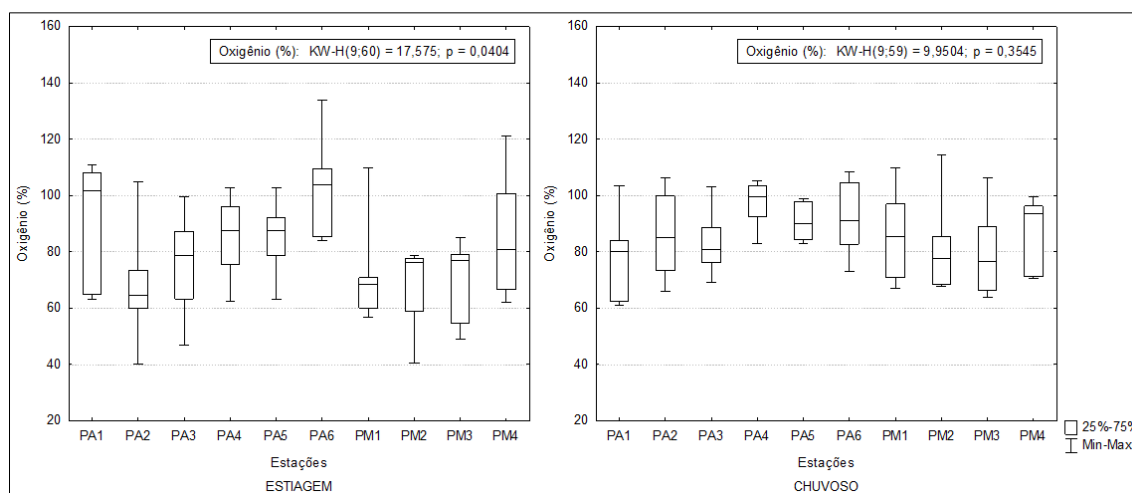 Oxigênio (%): KW-H(9;60) = 17,575; p = 0,0404
160
140
120
100
80
60
40
20
Oxigênio (%)
PA1 PA2 PA3 PA4 PA5 PA6 PM1 PM2 PM3 PM4
Estações
ESTIAGEM
Oxigênio (%): KW-H(9;59) = 9,9504; p = 0,3545
160
140
120
100
80
60
40
20
Oxigênio (%)
PA1 PA2 PA3 PA4 PA5 PA6 PM1 PM2 PM3 PM4
Estações
CHUVOSO
25%-75%
Min-Max